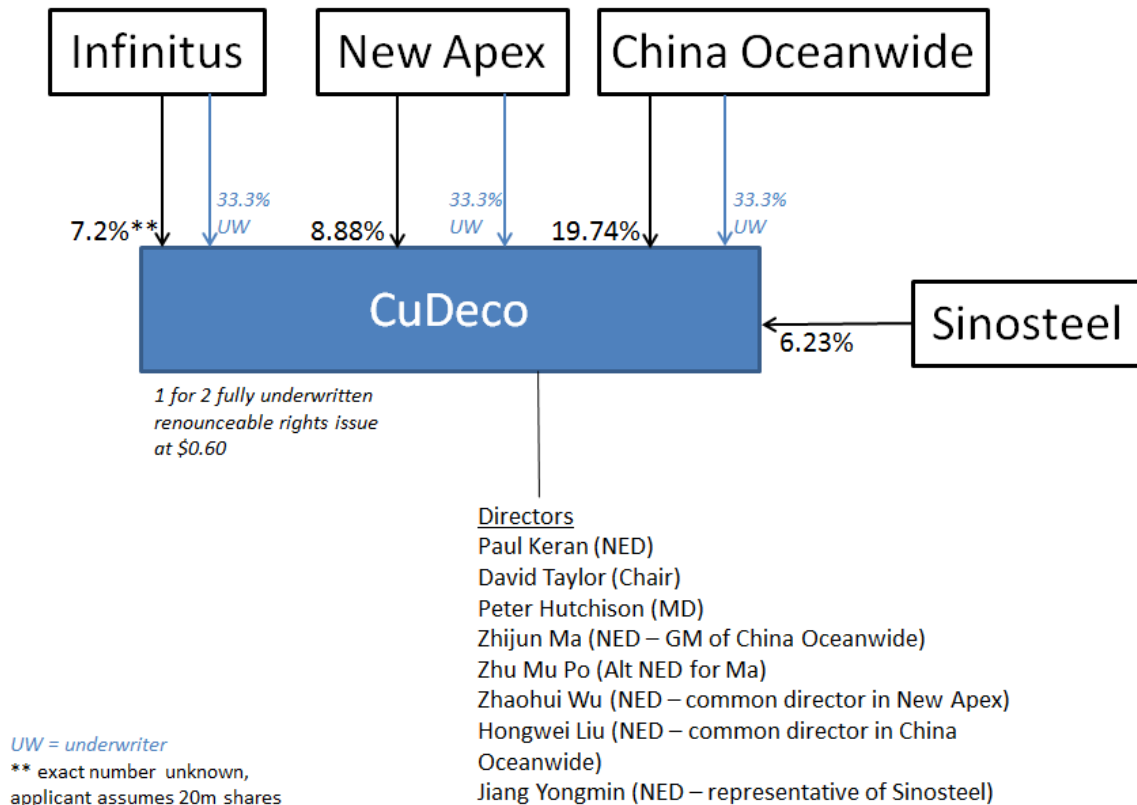 Infinitus
New Apex
China Oceanwide
33.3%
UW
33.3%
UW
33.3%
UW
7.2%**
8.88%
19.74%
CuDeco
Sinosteel
6.23%
1 for 2 fully underwritten
renounceable rights issue
at $0.60
Directors
Paul Keran (NED)
David Taylor (Chair)
Peter Hutchison (MD)
Zhijun Ma (NED – GM of China Oceanwide)
Zhu Mu Po (Alt NED for Ma)
Zhaohui Wu (NED – common director in New Apex)
Hongwei Liu (NED – common director in China
Oceanwide)
Jiang Yongmin (NED – representative of Sinosteel)
UW = underwriter
** exact number unknown,
applicant assumes 20m shares